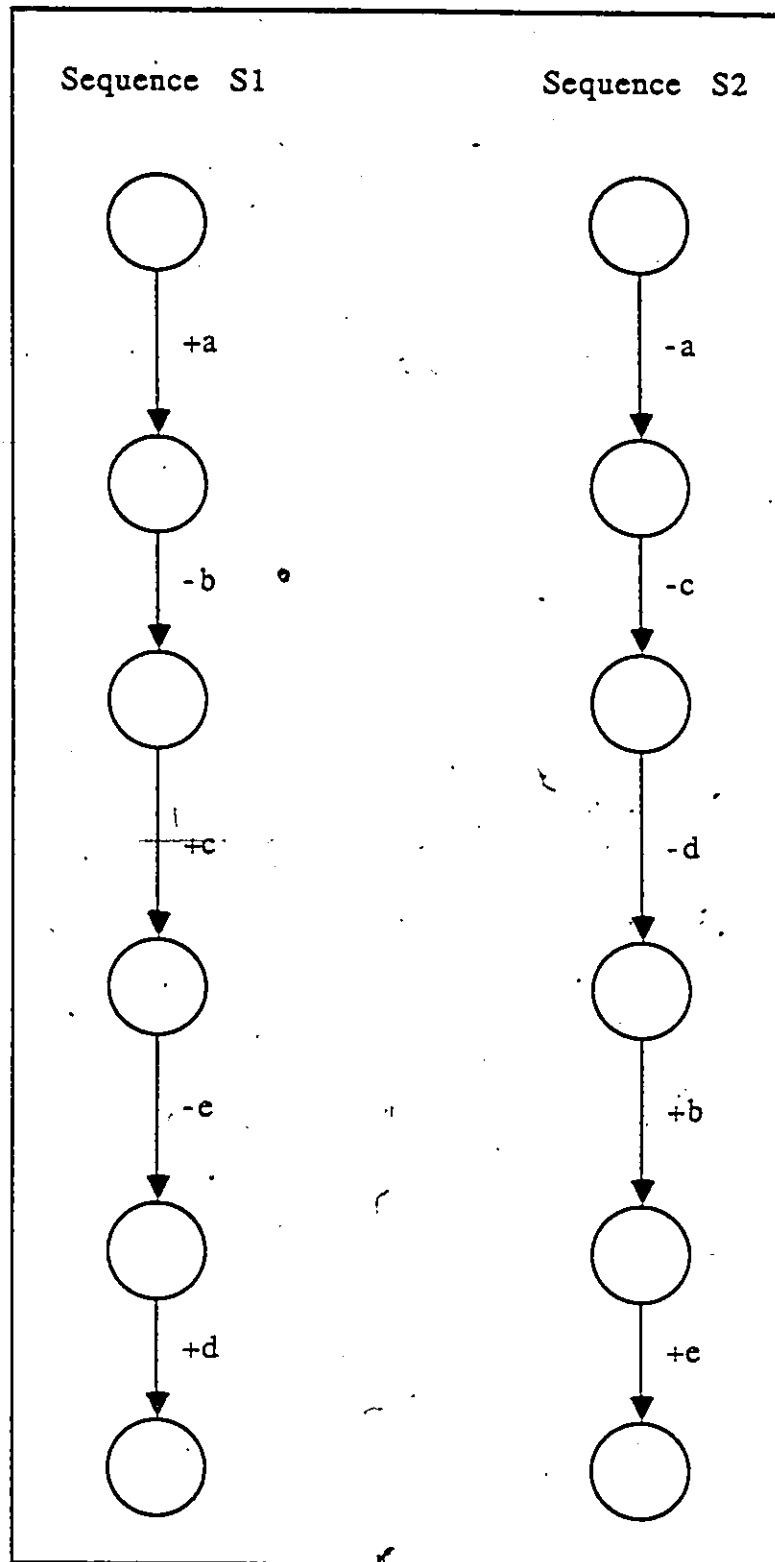 Sequence S1
Sequence S2
+a
-a
-b
-c
+c
-d
-e
+b
+d
+e